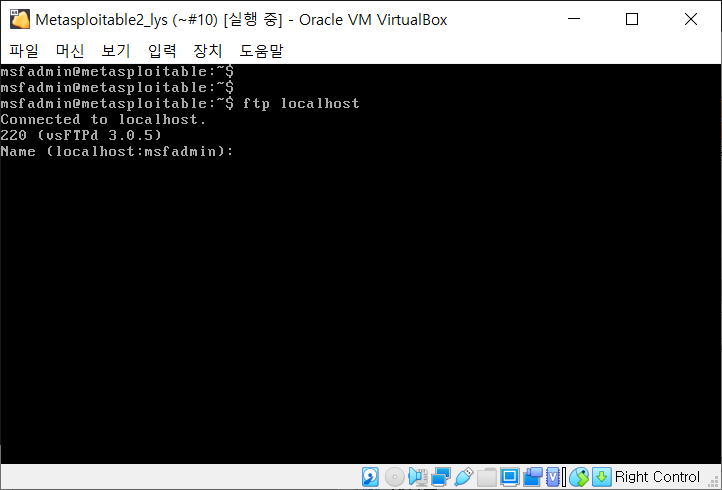 Metasploitable2_lys (~#10) [실행 중] - Oracle VM VirtualBox
파일 머신 보기 입력 장치 도움말
msfadmin@metasploitable:~$
msfadmin@metasploitable:~$
msfadmin@metasploitable:~$ ftp localhost
Connected to localhost.
220 (vsFTPd 3.0.5)
Name (localhost:msfadmin):
Right Control